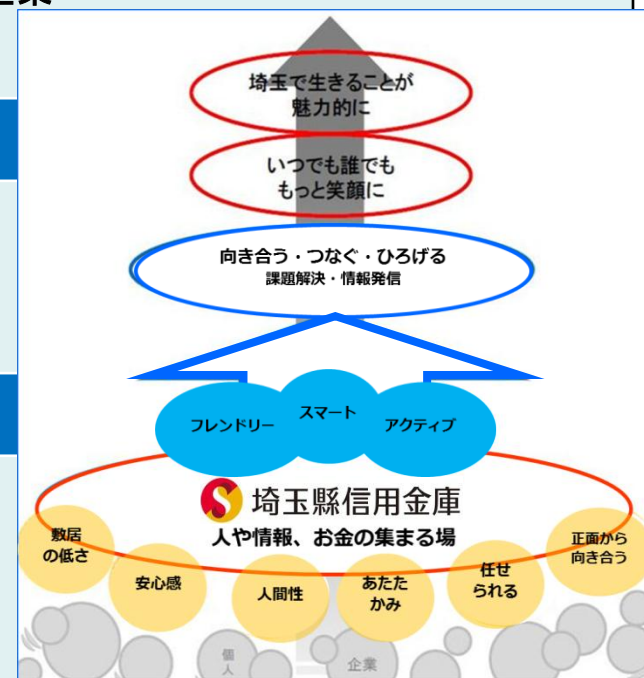 埼玉で生きることが
魅力的に
いつでも誰でも
もっと笑顔に
向き合う・つなぐ・ひろげる
課題解決・情報発信
フレンドリー
スマート
アクティブ
埼玉縣信用金庫
人や情報、お金の集まる場
敷居
の低さ
安心感
人間性
あたた
かみ
任せ
られる
正面から
向き合う
個
人
企業